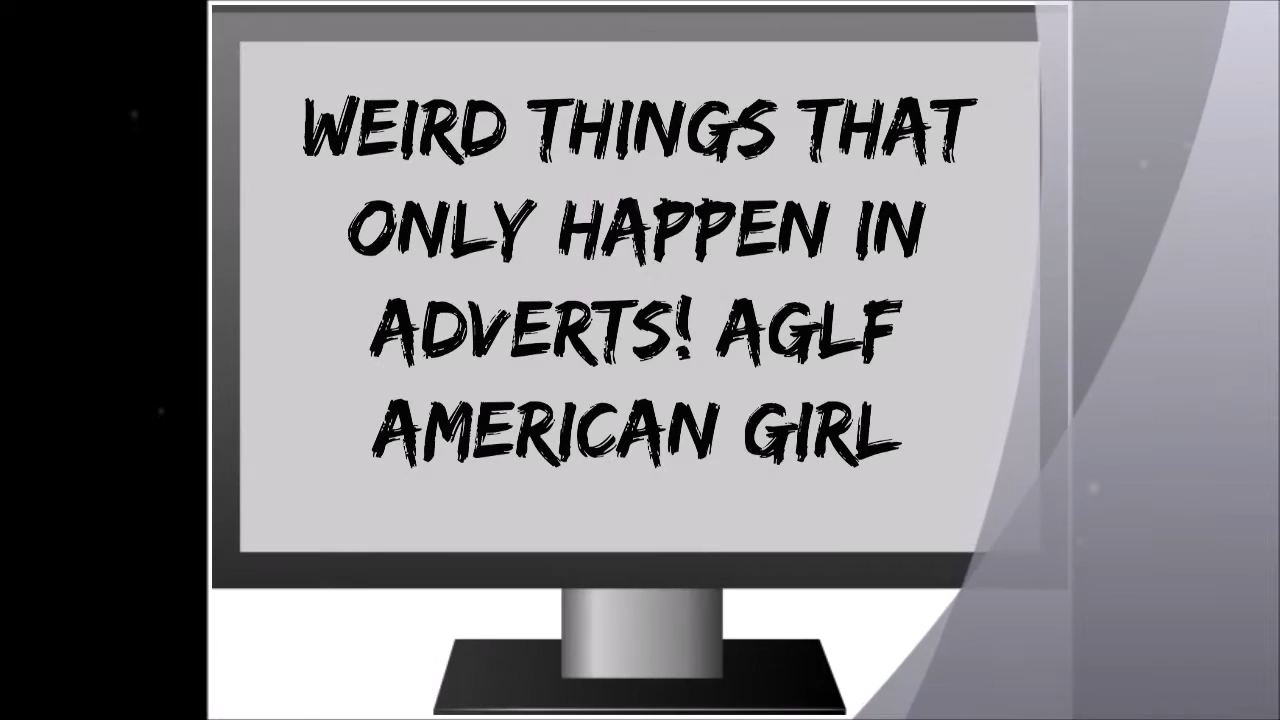 WEIRD THINGS THAT
ONLY HAPPEN IN
ADVERTS! AGLF
AMERICAN GIRL